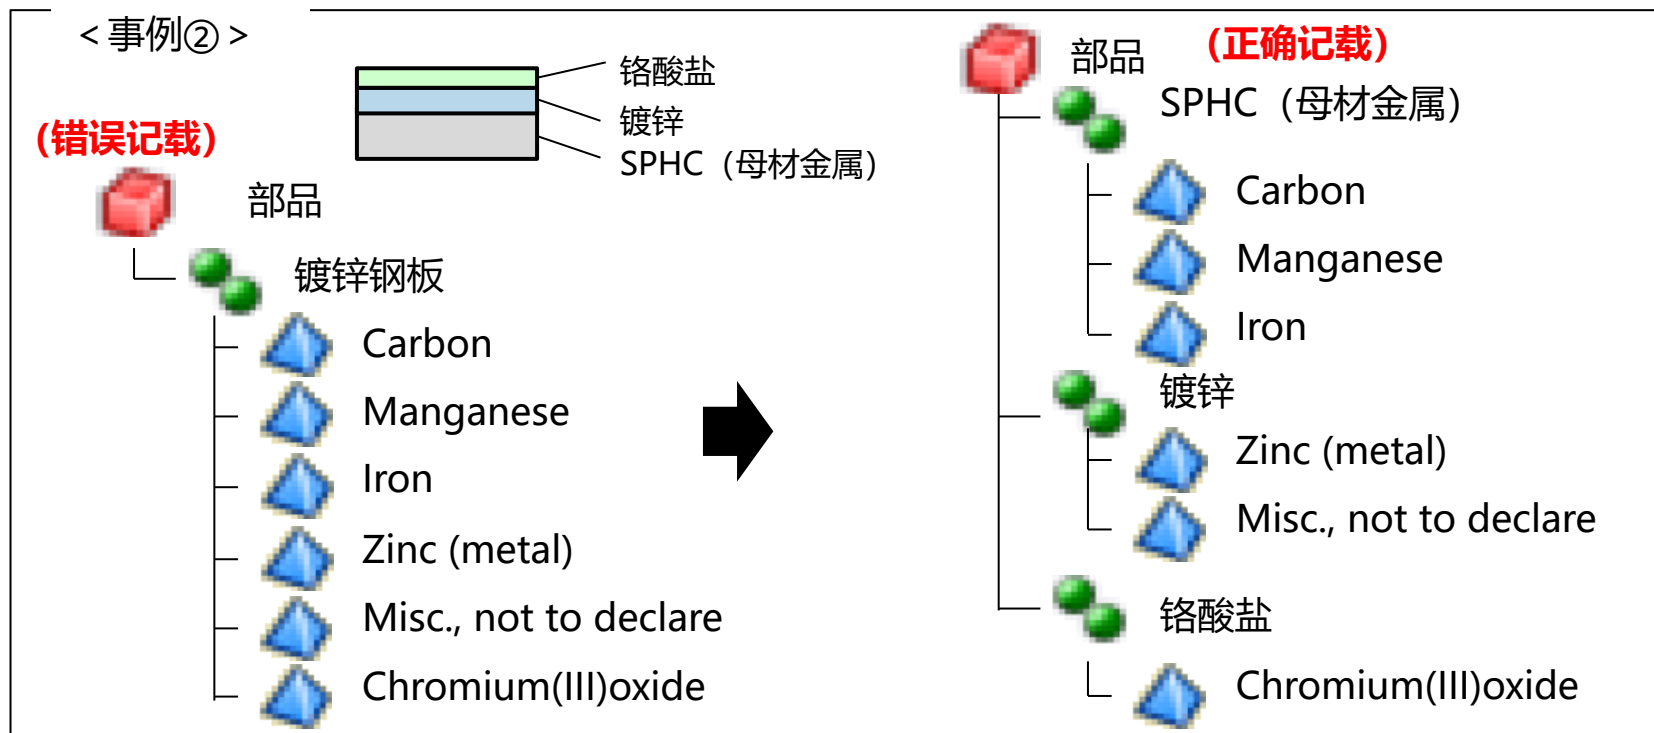 ＜事例②＞
铬酸盐
镀锌
SPHC（母材金属）
(错误记载)
部品
镀锌钢板
Carbon
Manganese
Iron
Zinc (metal)
Misc., not to declare
Chromium(III)oxide
部品 (正确记载)
SPHC（母材金属）
Carbon
Manganese
Iron
镀锌
Zinc (metal)
Misc., not to declare
铬酸盐
Chromium(III)oxide